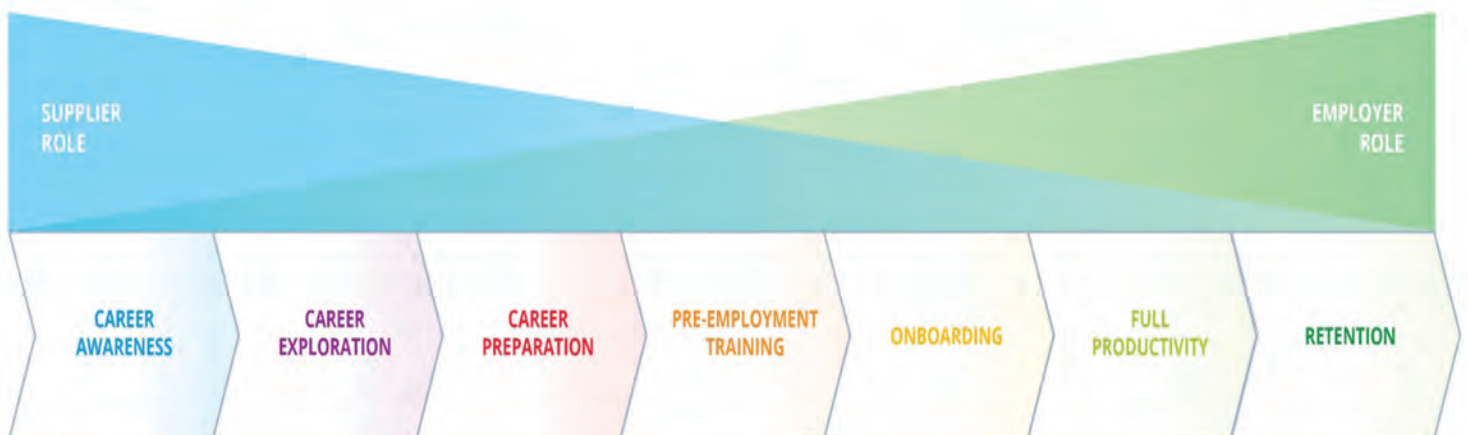 SUPPLIER
ROLE
EMPLOYER
ROLE
CAREER
AWARENESS
CAREER
EXPLORATION
CAREER
PREPARATION
PRE-EMPLOYMENT
TRAINING
ONBOARDING
FULL
PRODUCTIVITY
RETENTION